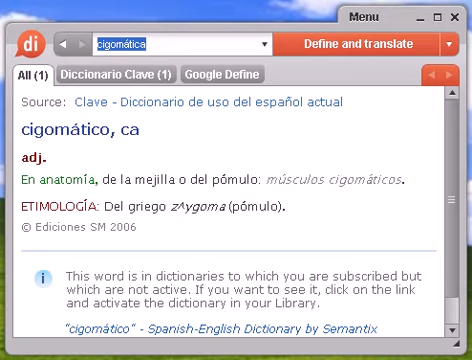 Menu
di
cigomática
Define and translate
All (1)
Diccionario Clave (1)
Google Define
Source: Clave - Diccionario de uso del español actual
cigomático, ca
adj.
En anatomía, de la mejilla o del pómulo: músculos cigomáticos.
ETIMOLOGÍA: Del griego z^ygoma (pómulo).
© Ediciones SM 2006
i
This word is in dictionaries to which you are subscribed but
which are not active. If you want to see it, click on the link
and activate the dictionary in your Library.
"cigomático" - Spanish-English Dictionary by Semantix